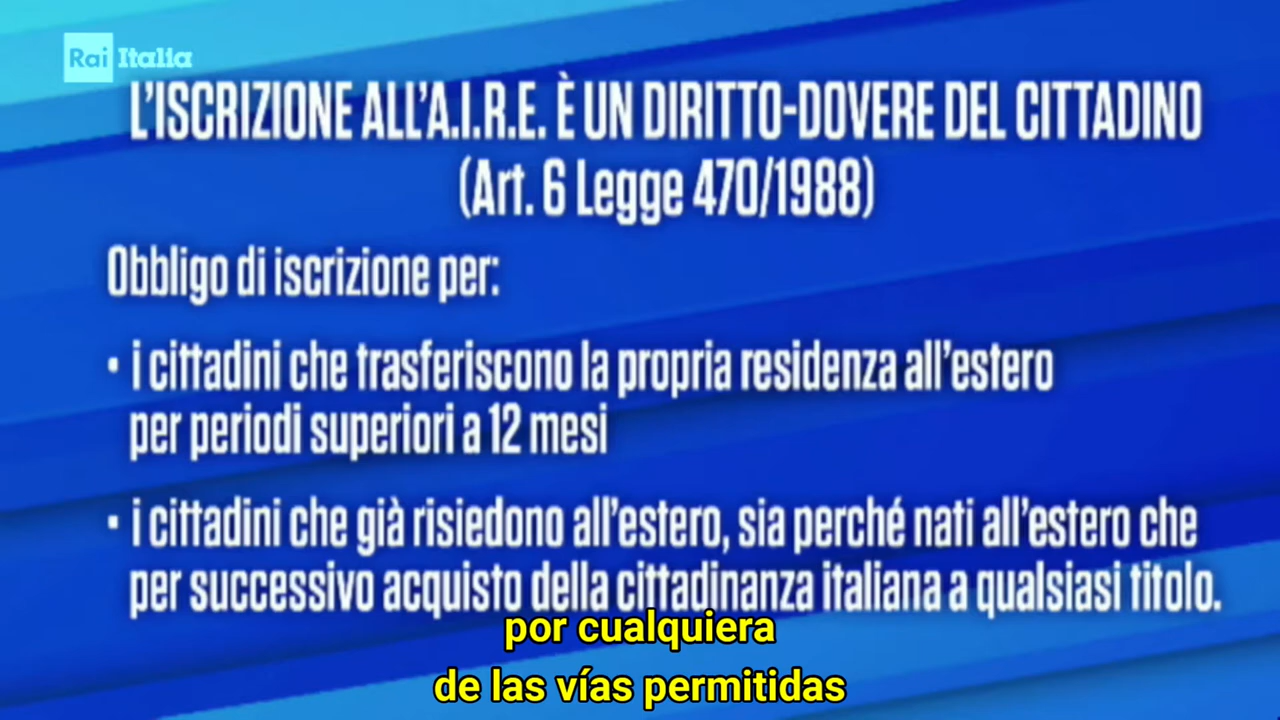 Rai Italia
L'ISCRIZIONE ALL'A.I.R.E. È UN DIRITTO-DOVERE DEL CITTADINO
(Art. 6 Legge 470/1988)
Obbligo di iscrizione per:
• i cittadini che trasferiscono la propria residenza all'estero
per periodi superiori a 12 mesi
• i cittadini che già risiedono all'estero, sia perché nati all'estero che
per successivo acquisto della cittadinanza italiana a qualsiasi titolo.
por cualquiera
de las vías permitidas